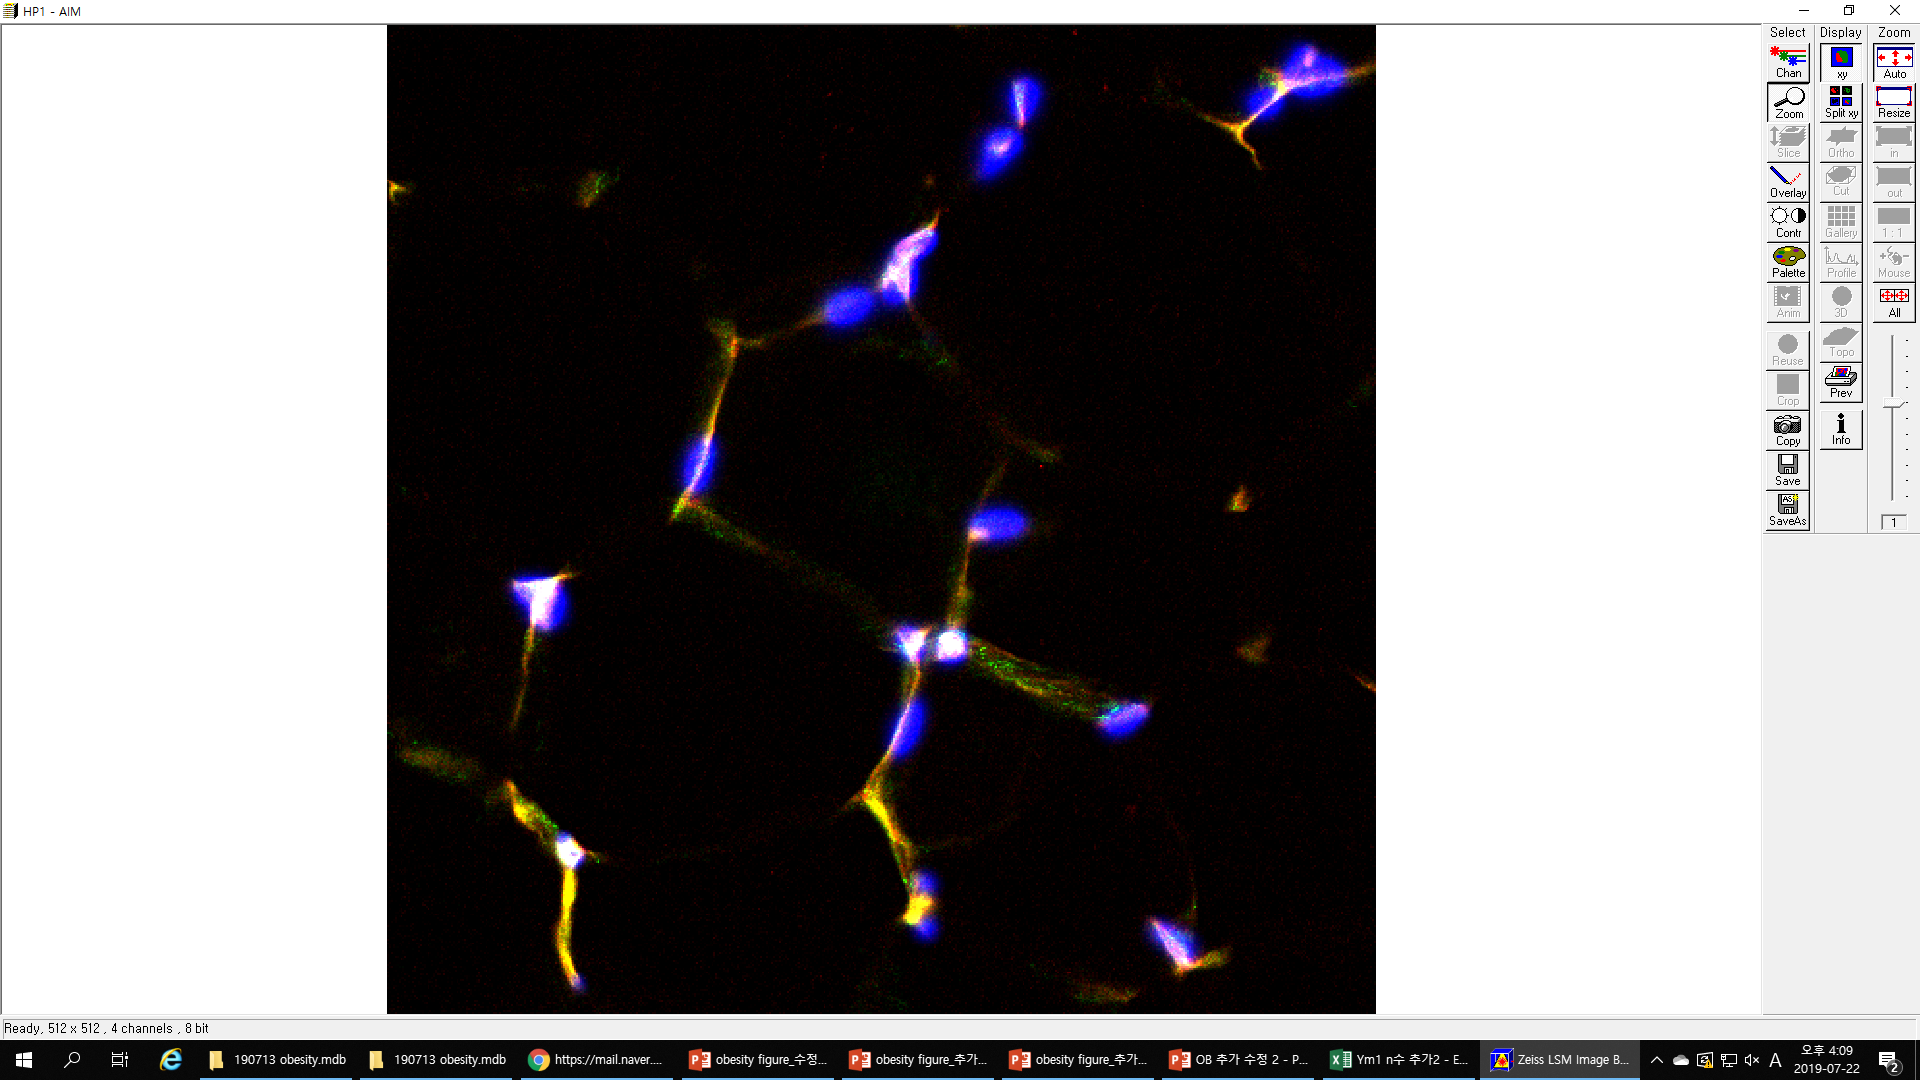 HP1 - AIM
Select Display Zoom
Chan xy Auto
Zoom Split xy Resize
Slice Ortho in
Overlay Cut out
Contr Gallery 1 : 1
Palette Profile Mouse
Anim 3D All
Reuse Topo
Crop Prev
Copy Info
Save
AS
SaveAs 1
Ready, 512 x 512 , 4 channels , 8 bit
190713 obesity.mdb
190713 obesity.mdb
https://mail.naver....
obesity figure_수정...
obesity figure_추가...
obesity figure_추가...
OB 추가 수정 2 - P...
Ym1 n수 추가2 - E...
Zeiss LSM Image B...
A
오후 4:09
2019-07-22
2